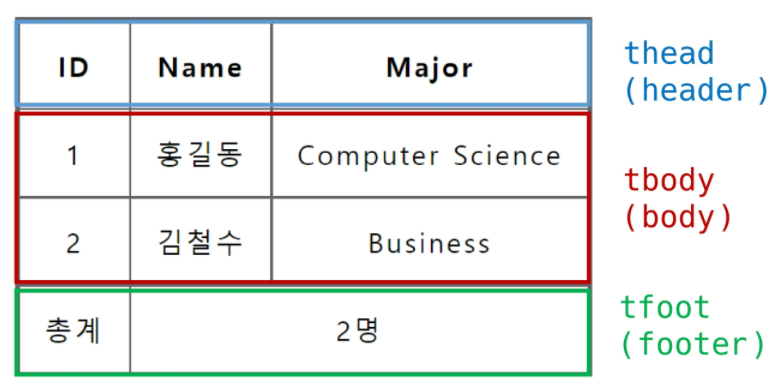 ID Name Major
thead
(header)
1 홍길동 Computer Science
tbody
(body)
2 김철수 Business
총계 2명
tfoot
(footer)